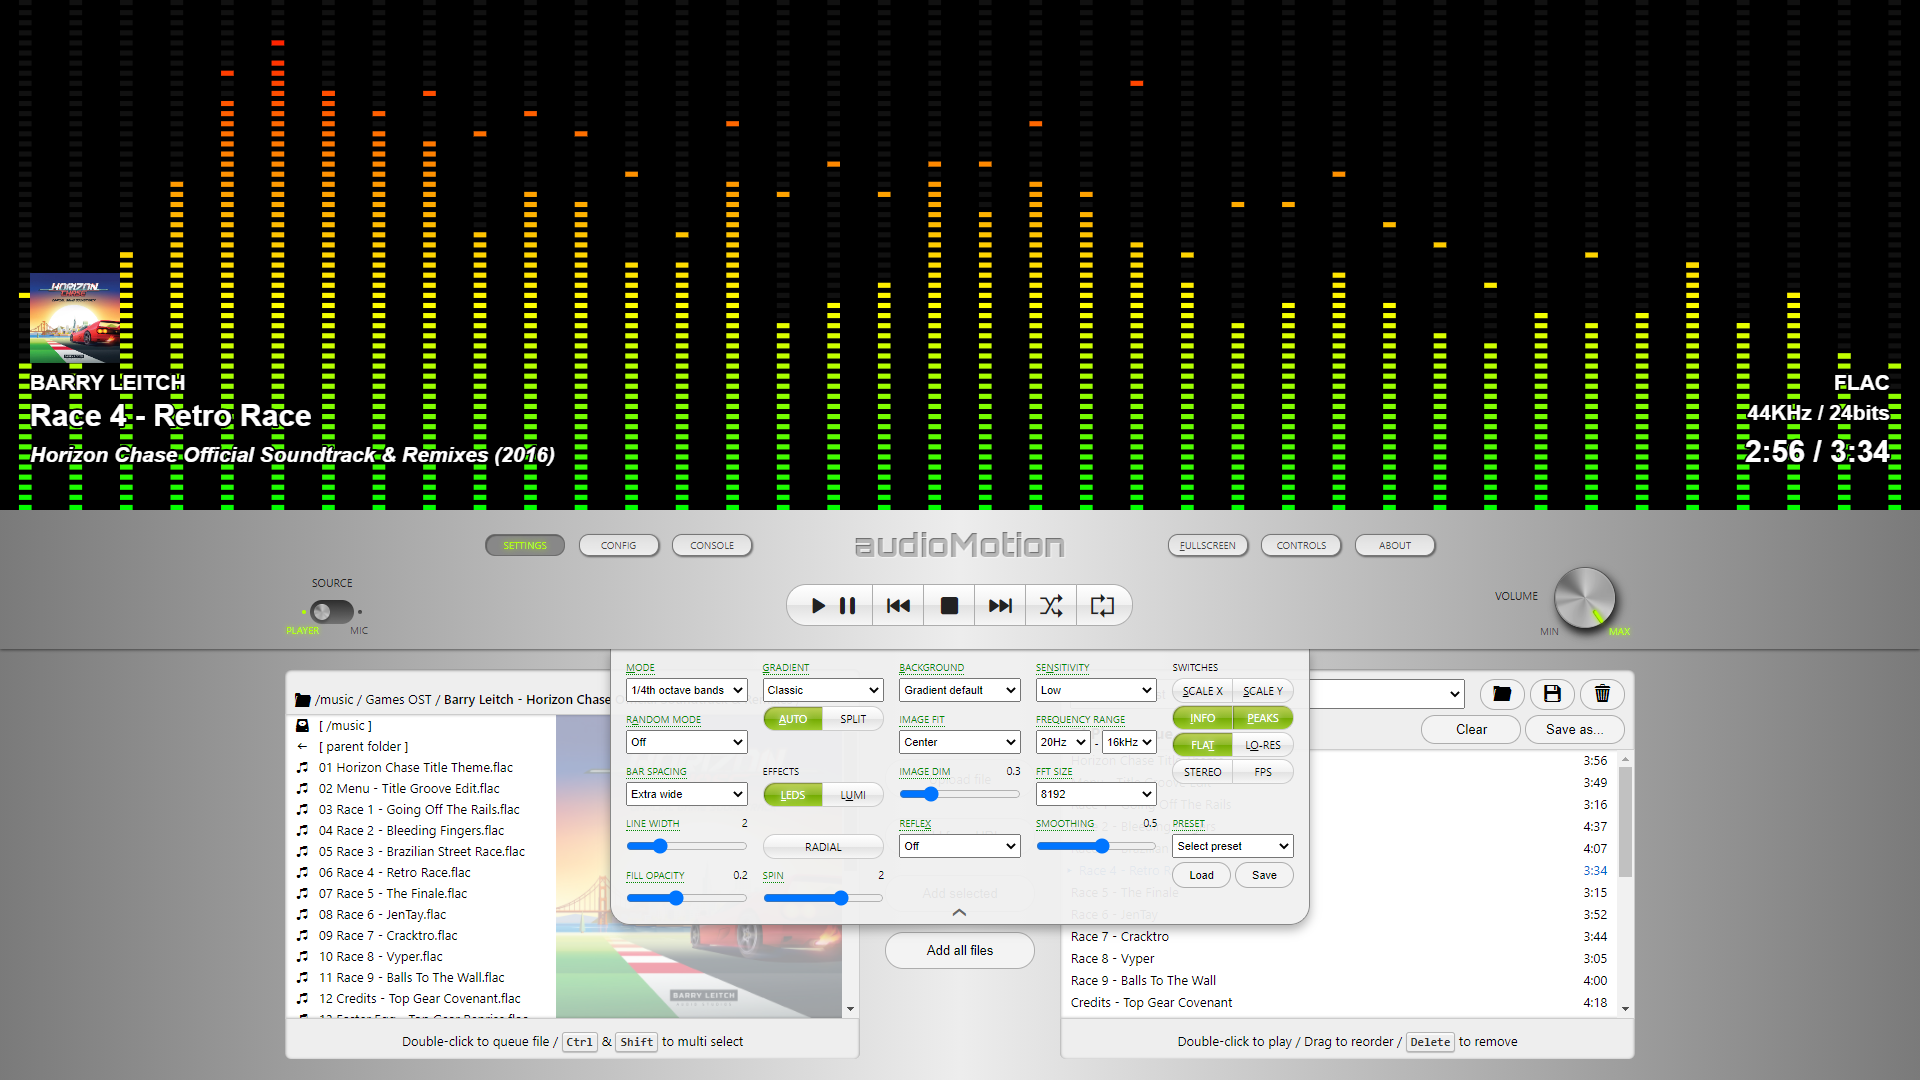 HORIZON
CHASE
BARRY LEITCH
Race 4 - Retro Race
Horizon Chase Official Soundtrack & Remixes (2016)
FLAC
44KHz / 24bits
2:56 / 3:34
SETTINGS
CONFIG
CONSOLE
audioMotion
FULLSCREEN
CONTROLS
ABOUT
SOURCE
PLAYER
MIC
VOLUME
MIN
MAX
/music / Games OST / Barry Leitch - Horizon Chase
[ /music ]
[ parent folder ]
01 Horizon Chase Title Theme.flac
02 Menu - Title Groove Edit.flac
03 Race 1 - Going Off The Rails.flac
04 Race 2 - Bleeding Fingers.flac
05 Race 3 - Brazilian Street Race.flac
06 Race 4 - Retro Race.flac
07 Race 5 - The Finale.flac
08 Race 6 - JenTay.flac
09 Race 7 - Cracktro.flac
10 Race 8 - Vyper.flac
11 Race 9 - Balls To The Wall.flac
12 Credits - Top Gear Covenant.flac
BARRY LEITCH
Double-click to queue file / Ctrl & Shift to multi select
MODE
1/4th octave bands
RANDOM MODE
Off
BAR SPACING
Extra wide
LINE WIDTH 2
FILL OPACITY 0.2
GRADIENT
Classic
AUTO SPLIT
EFFECTS
LEDS LUMI
RADIAL
SPIN 2
BACKGROUND
Gradient default
IMAGE FIT
Center
IMAGE DIM 0.3
REFLEX
Off
SENSITIVITY
Low
FREQUENCY RANGE
20Hz - 16kHz
FFT SIZE
8192
SMOOTHING 0.5
SWITCHES
SCALE X SCALE Y
INFO PEAKS
FLAT LO-RES
STEREO FPS
PRESET
Select preset
Load Save
Add selected
Add all files
Clear
Save as...
3:56
3:49
3:16
4:37
4:07
Race 4 - Retro R 3:34
Race 5 - The Finale 3:15
Race 6 - JenTay 3:52
Race 7 - Cracktro 3:44
Race 8 - Vyper 3:05
Race 9 - Balls To The Wall 4:00
Credits - Top Gear Covenant 4:18
Double-click to play / Drag to reorder / Delete to remove